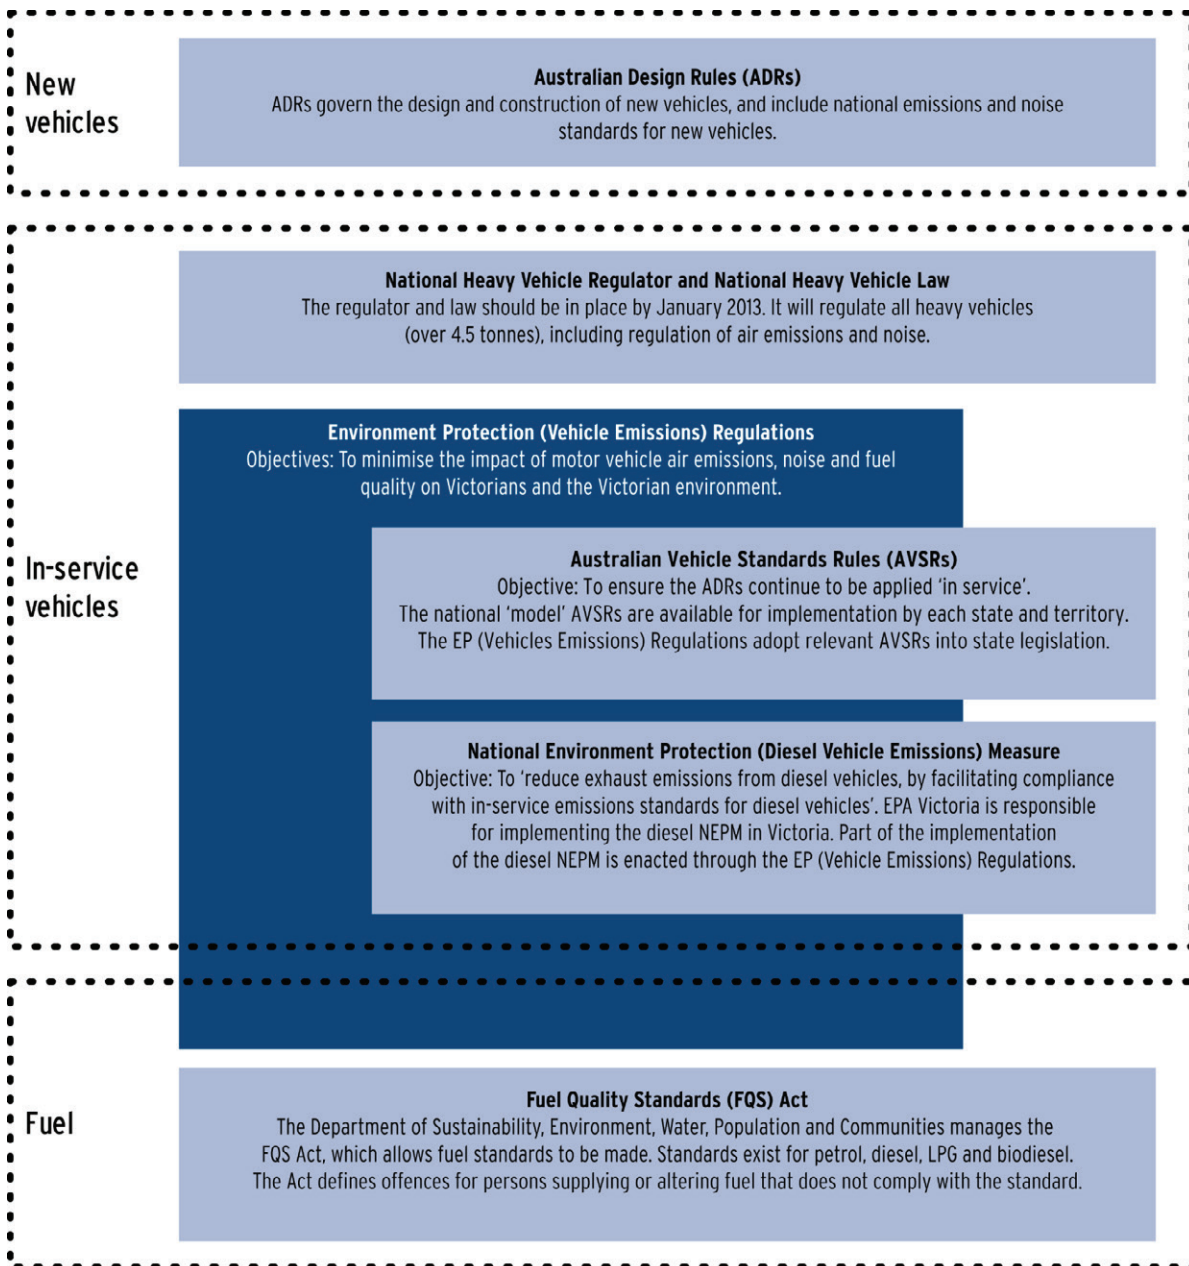 New
vehicles
Australian Design Rules (ADRs)
ADRs govern the design and construction of new vehicles, and include national emissions and noise
standards for new vehicles.
In-service
vehicles
National Heavy Vehicle Regulator and National Heavy Vehicle Law
The regulator and law should be in place by January 2013. It will regulate all heavy vehicles
(over 4.5 tonnes), including regulation of air emissions and noise.
Environment Protection (Vehicle Emissions) Regulations
Objectives: To minimise the impact of motor vehicle air emissions, noise and fuel
quality on Victorians and the Victorian environment.
Australian Vehicle Standards Rules (AVSRs)
Objective: To ensure the ADRs continue to be applied ‘in service’.
The national ‘model’ AVSRs are available for implementation by each state and territory.
The EP (Vehicles Emissions) Regulations adopt relevant AVSRs into state legislation.
National Environment Protection (Diesel Vehicle Emissions) Measure
Objective: To ‘reduce exhaust emissions from diesel vehicles, by facilitating compliance
with in-service emissions standards for diesel vehicles’. EPA Victoria is responsible
for implementing the diesel NEPM in Victoria. Part of the implementation
of the diesel NEPM is enacted through the EP (Vehicle Emissions) Regulations.
Fuel
Fuel Quality Standards (FQS) Act
The Department of Sustainability, Environment, Water, Population and Communities manages the
FQS Act, which allows fuel standards to be made. Standards exist for petrol, diesel, LPG and biodiesel.
The Act defines offences for persons supplying or altering fuel that does not comply with the standard.